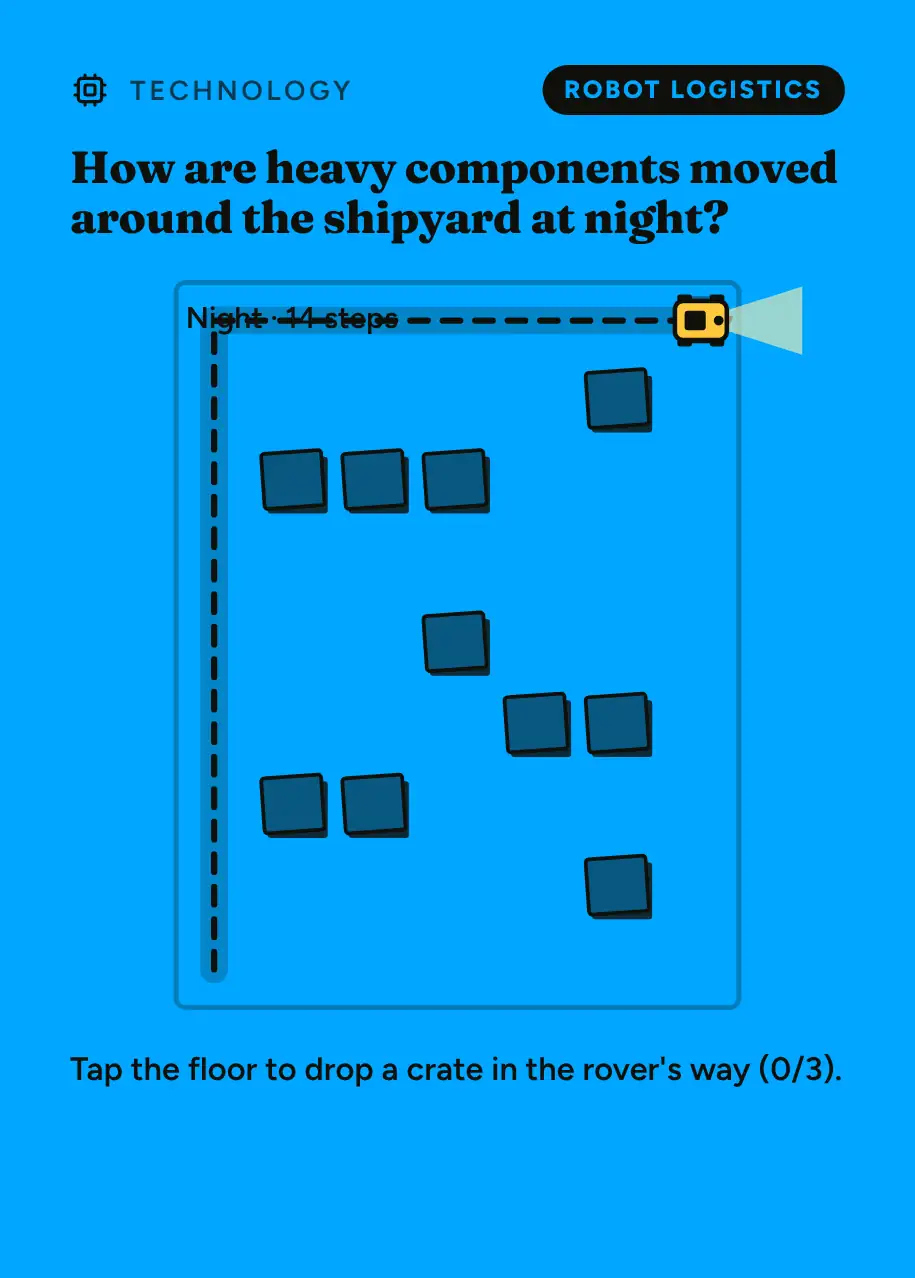 TECHNOLOGY
ROBOT LOGISTICS
How are heavy components moved
around the shipyard at night?
Night · 14 steps
Tap the floor to drop a crate in the rover's way (0/3).